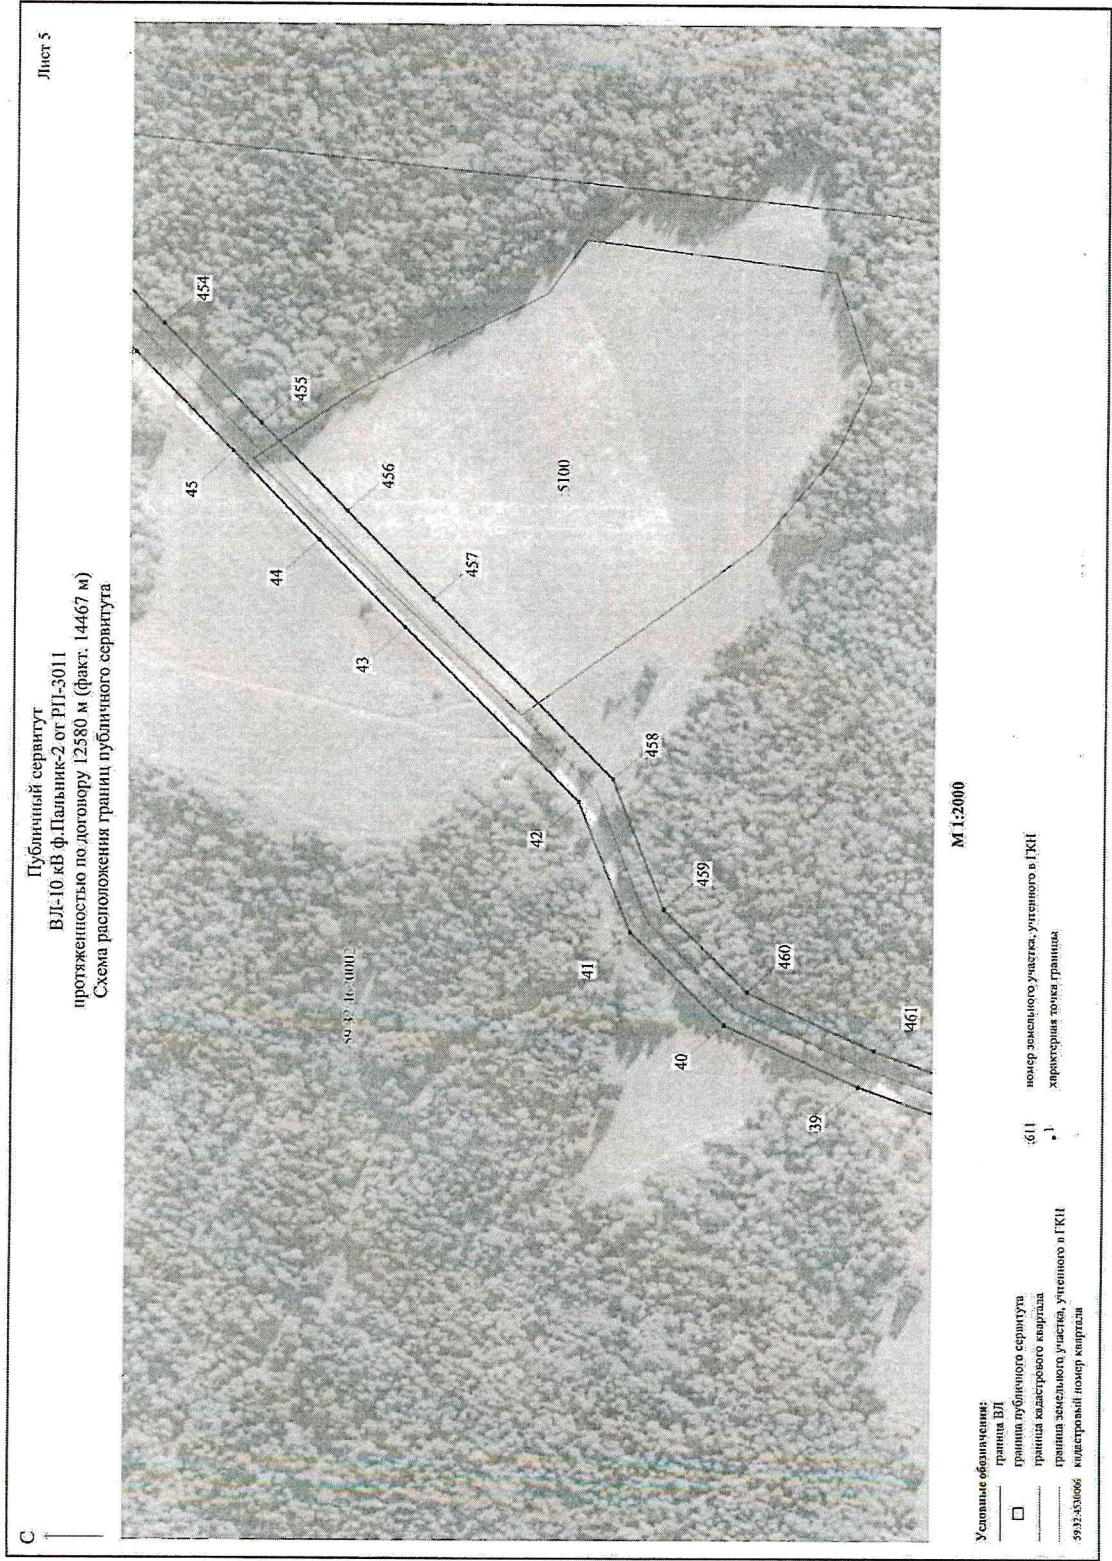 Лист 5
Публичный сервитут
ВЛ-10 кВ ф.Пальник-2 от РП-3011
протяженностью по договору 12580 м (факт. 14467 м)
Схема расположения границ публичного сервитута
С
454
455
45
456
44
457
43
:5100
458
42
459
41
460
40
461
39
М 1:2000
Условные обозначения:
граница ВЛ
граница публичного сервитута
граница кадастрового квартала
граница земельного участка, учтенного в ГКН
кадастровый номер квартала
:611 номер земельного участка, учтенного в ГКН
1 характерная точка границы